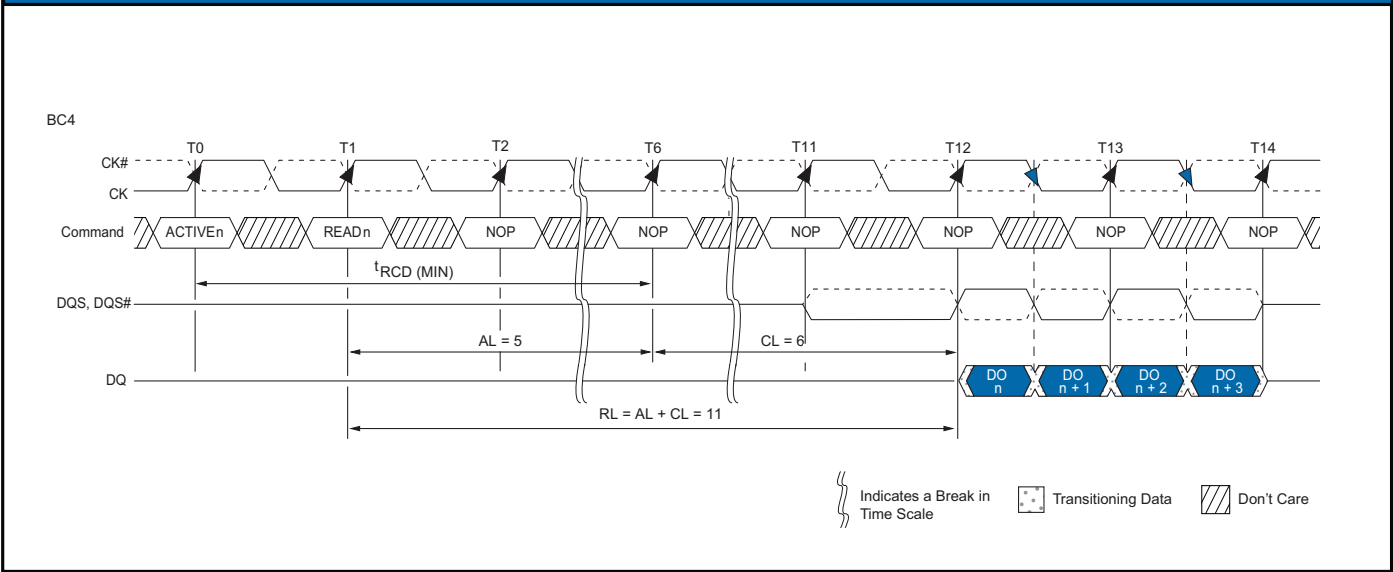 BC4
T0 T1 T2 T6 T11 T12 T13 T14
CK#
CK
Command ACTIVEn READn NOP NOP NOP NOP NOP NOP
tRCD (MIN)
DQS, DQS#
AL = 5 CL = 6
DQ DO n DO n + 1 DO n + 2 DO n + 3
RL = AL + CL = 11
Indicates a Break in
Time Scale
Transitioning Data
Don't Care